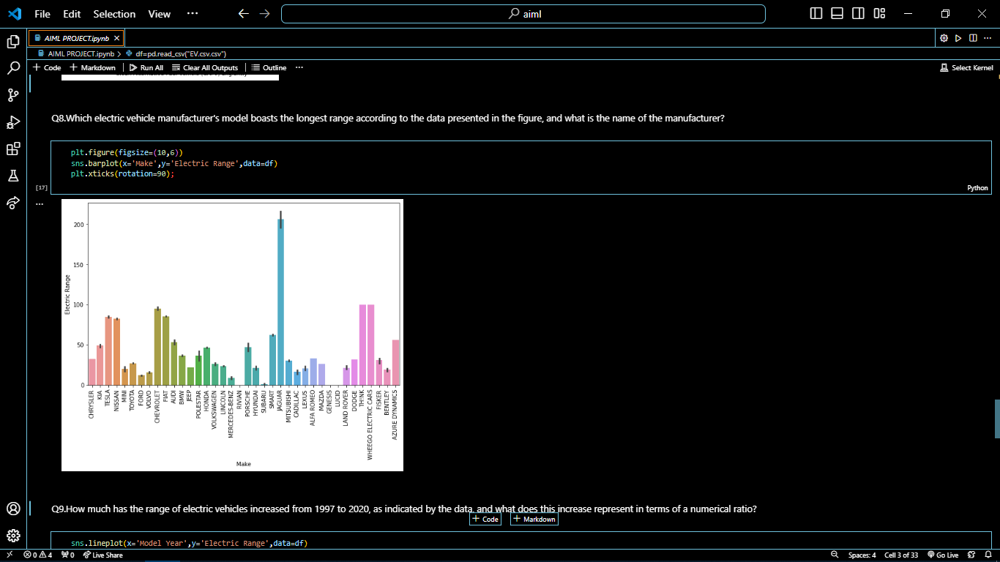 File Edit Selection View ··· aiml
AIML PROJECT.ipynb
AIML PROJECT.ipynb > df=pd.read_csv("EV.csv.csv")
+ Code + Markdown | Run All Clear All Outputs | Outline ··· Select Kernel
Q8.Which electric vehicle manufacturer's model boasts the longest range according to the data presented in the figure, and what is the name of the manufacturer?
plt.figure(figsize=(10,6))
sns.barplot(x='Make',y='Electric Range',data=df)
plt.xticks(rotation=90);
[17]
Python
···
Electric Range
200
150
100
50
0
CHRYSLER
KIA
TESLA
NISSAN
MINI
TOYOTA
FORD
VOLVO
CHEVROLET
FIAT
AUDI
BMW
JEEP
POLESTAR
HONDA
VOLKSWAGEN
LINCOLN
MERCEDES-BENZ
RIVIAN
PORSCHE
HYUNDAI
SUBARU
SMART
JAGUAR
MITSUBISHI
CADILLAC
LEXUS
ALFA ROMEO
MAZDA
GENESIS
LUCID
LAND ROVER
DODGE
TH!NK
WHEEGO ELECTRIC CARS
FISKER
BENTLEY
AZURE DYNAMICS
Make
Q9.How much has the range of electric vehicles increased from 1997 to 2020, as indicated by the data, and what does this increase represent in terms of a numerical ratio?
+ Code + Markdown
sns.lineplot(x='Model Year',y='Electric Range',data=df)
0 4 0 Live Share Spaces: 4 Cell 3 of 33 Go Live